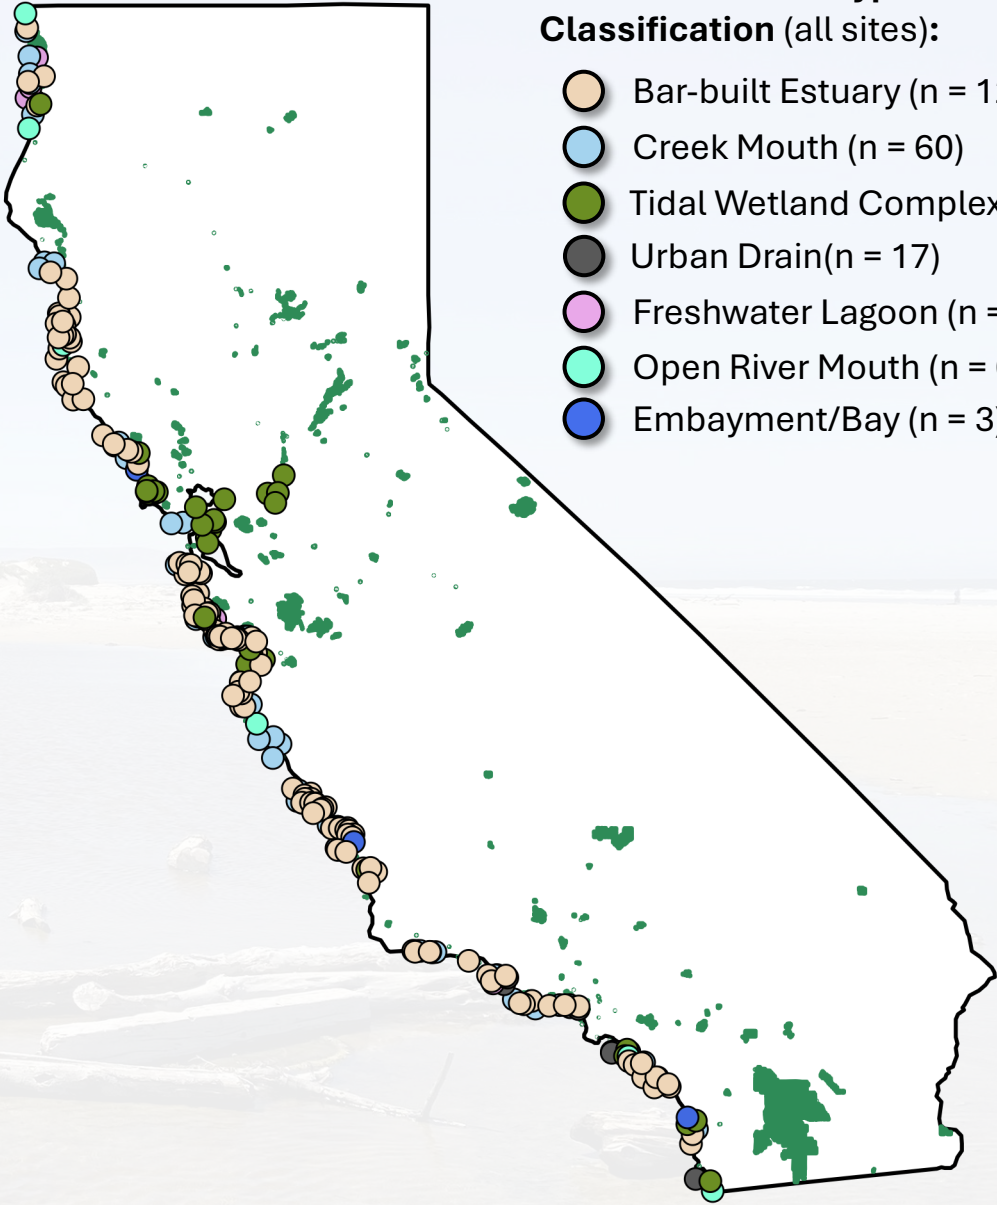 Classification (all sites):
Bar-built Estuary (n = 1
Creek Mouth (n = 60)
Tidal Wetland Complex
Urban Drain(n = 17)
Freshwater Lagoon (n =
Open River Mouth (n =
Embayment/Bay (n = 3)